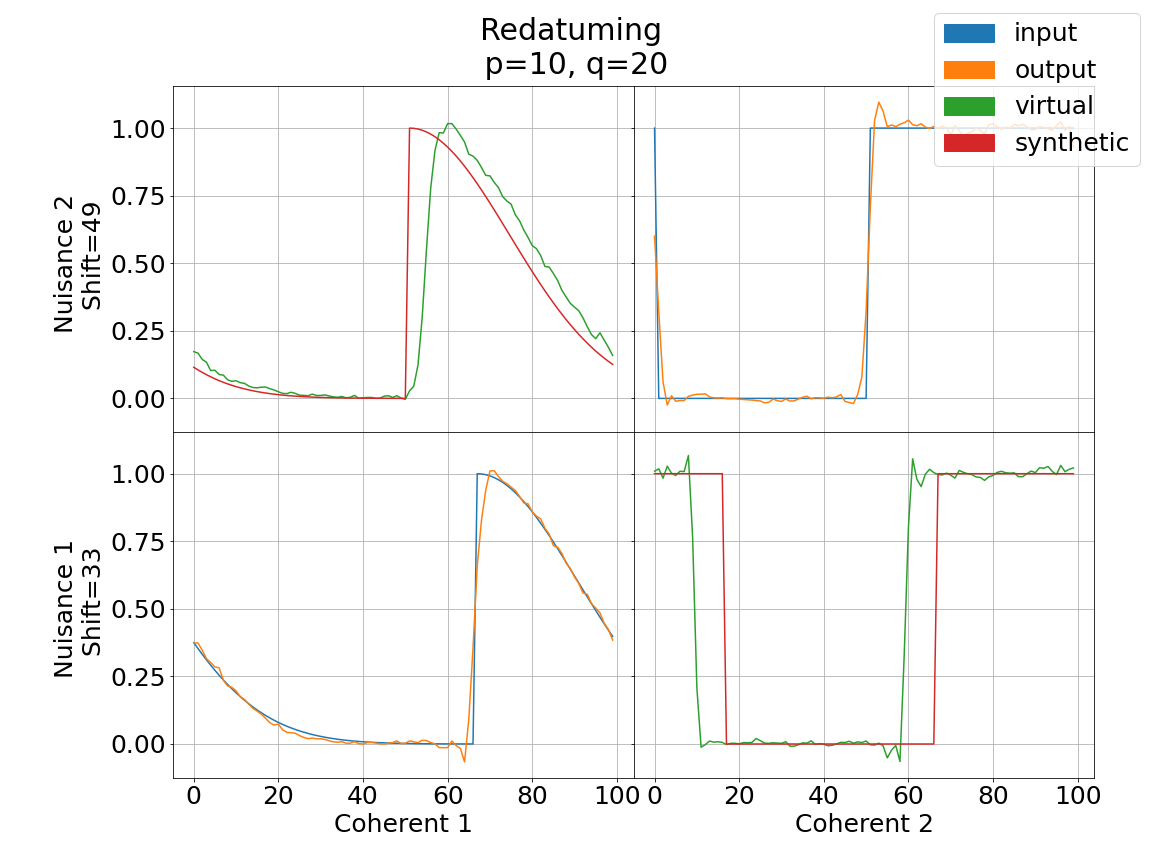 Redatuming
p=10, q=20
input
output
virtual
synthetic
Nuisance 2
Shift=49
1.00
0.75
0.50
0.25
0.00
Nuisance 1
Shift=33
1.00
0.75
0.50
0.25
0.00
0 20 40 60 80 100
0 20 40 60 80 100
Coherent 1
Coherent 2